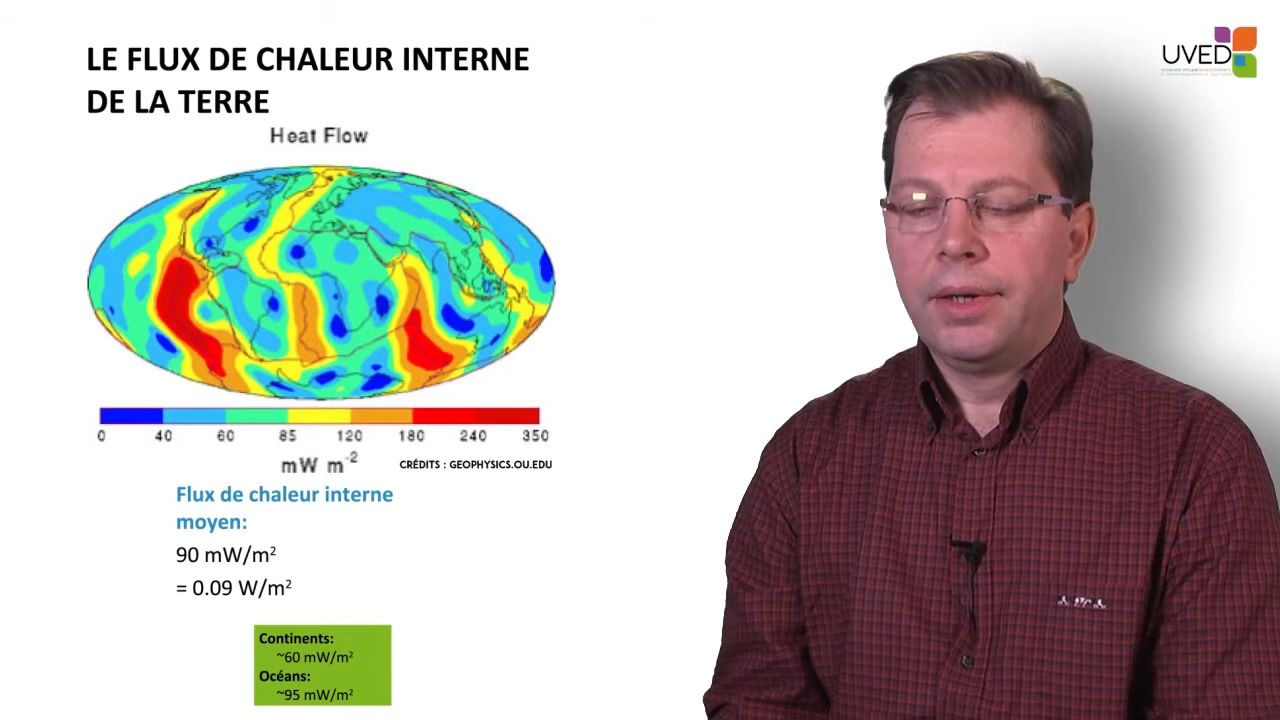 LE FLUX DE CHALEUR INTERNE
DE LA TERRE
UVED
Heat Flow
0 40 60 85 120 180 240 350
mW m⁻²
CRÉDITS : GEOPHYSICS.OU.EDU
Flux de chaleur interne
moyen:
90 mW/m²
= 0.09 W/m²
Continents:
~60 mW/m²
Océans:
~95 mW/m²